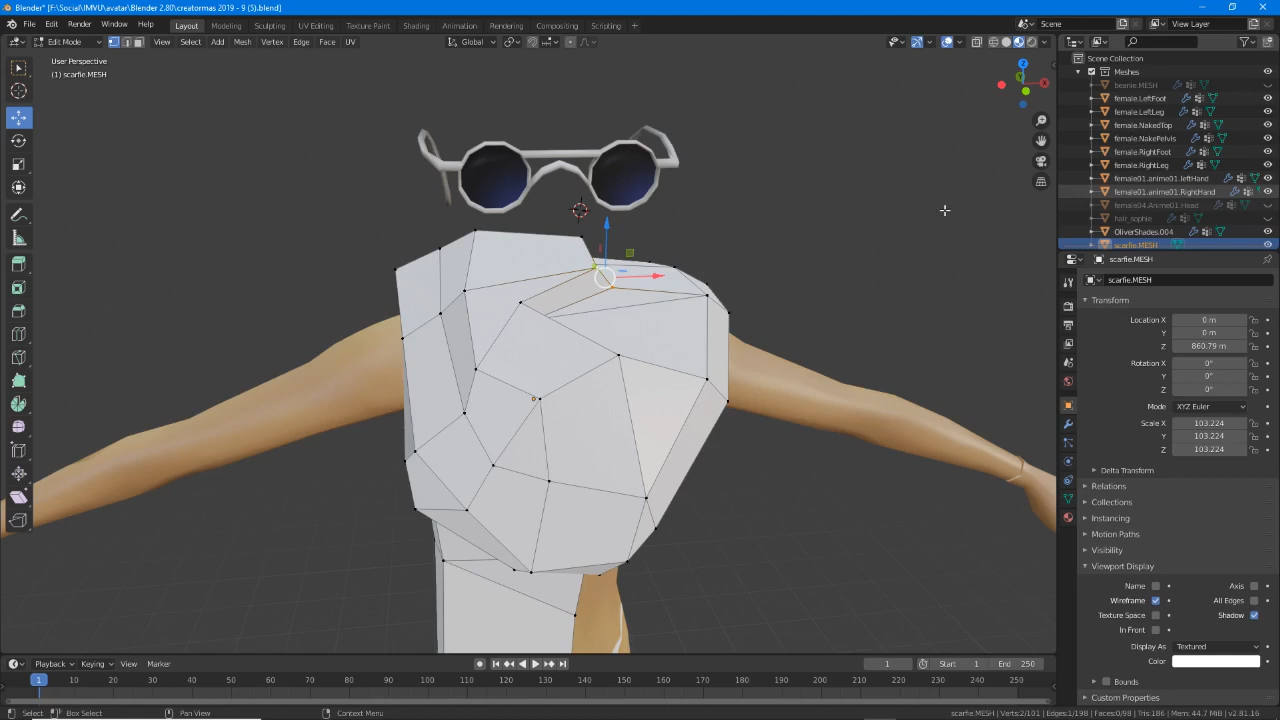 Blender* [F:\Social\IMVU\avatar\Blender 2.80\creatormas 2019 - 9 (5).blend]
File Edit Render Window Help Layout Modeling Sculpting UV Editing Texture Paint Shading Animation Rendering Compositing Scripting + Scene View Layer
Edit Mode View Select Add Mesh Vertex Edge Face UV Global
User Perspective
(1) scarfie.MESH
Z
Y
X
Scene Collection
Meshes
beanie.MESH
female.LeftFoot
female.LeftLeg
female.NakedTop
female.NakePelvis
female.RightFoot
female.RightLeg
female01.anime01.leftHand
female01.anime01.RightHand
female04.Anime01.Head
hair_sophie
OliverShades.004
scarfie.MESH
scarfie.MESH
scarfie.MESH
Transform
Location X 0 m
Y 0 m
Z 860.79 m
Rotation X 0°
Y 0°
Z 0°
Mode XYZ Euler
Scale X 103.224
Y 103.224
Z 103.224
Delta Transform
Relations
Collections
Instancing
Motion Paths
Visibility
Viewport Display
Name Axis
Wireframe All Edges
Texture Space Shadow
In Front
Display As Textured
Color
Bounds
Custom Properties
Playback Keying View Marker 1 Start 1 End 250
1 10 20 30 40 50 60 70 80 90 100 110 120 130 140 150 160 170 180 190 200 210 220 230 240 250
Select Box Select Pan View Context Menu scarfie.MESH | Verts:2/101 | Edges:1/198 | Faces:0/98 | Tris:186 | Mem: 44.7 MiB | v2.81.16